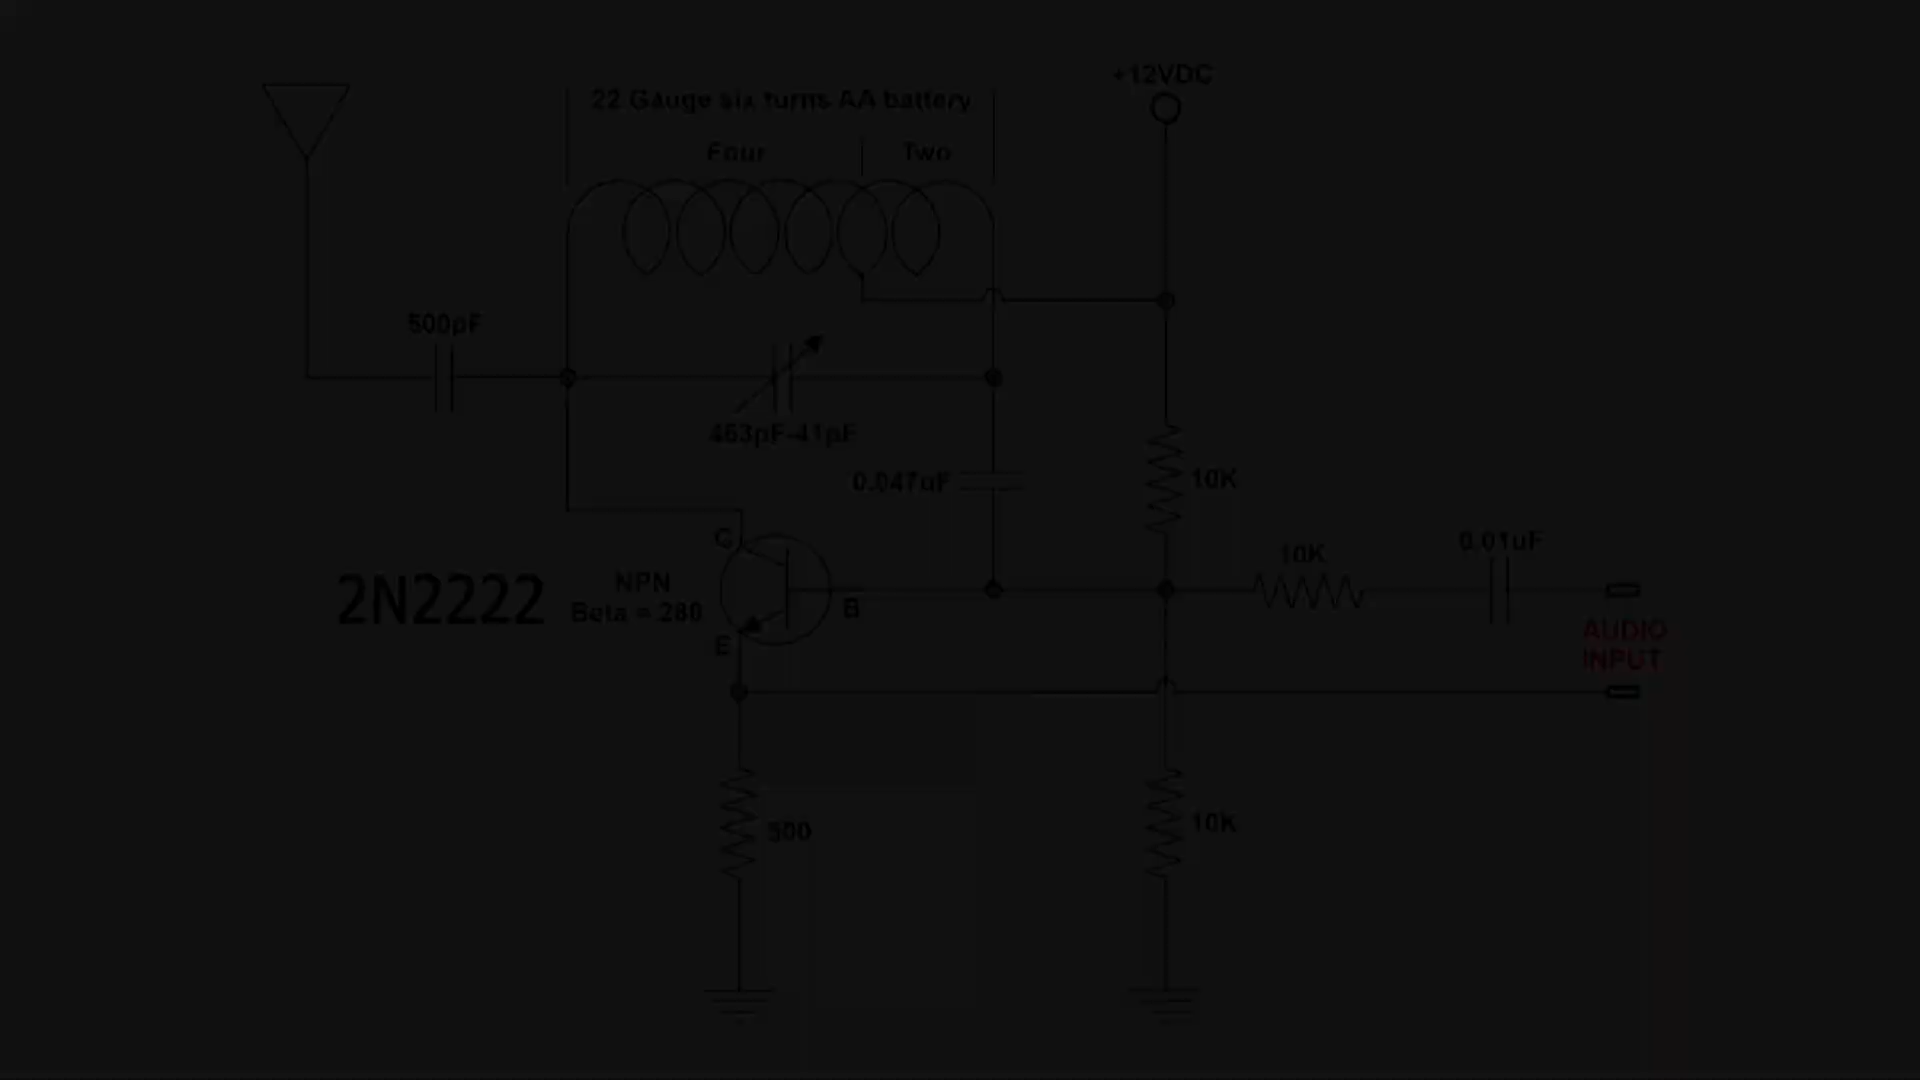 +12VDC
22 Gauge six turns AA battery
Four
Two
500pF
463pF-41pF
0.047uF
10K
10K
0.01uF
C
2N2222
NPN
Beta = 280
B
E
AUDIO
INPUT
500
10K